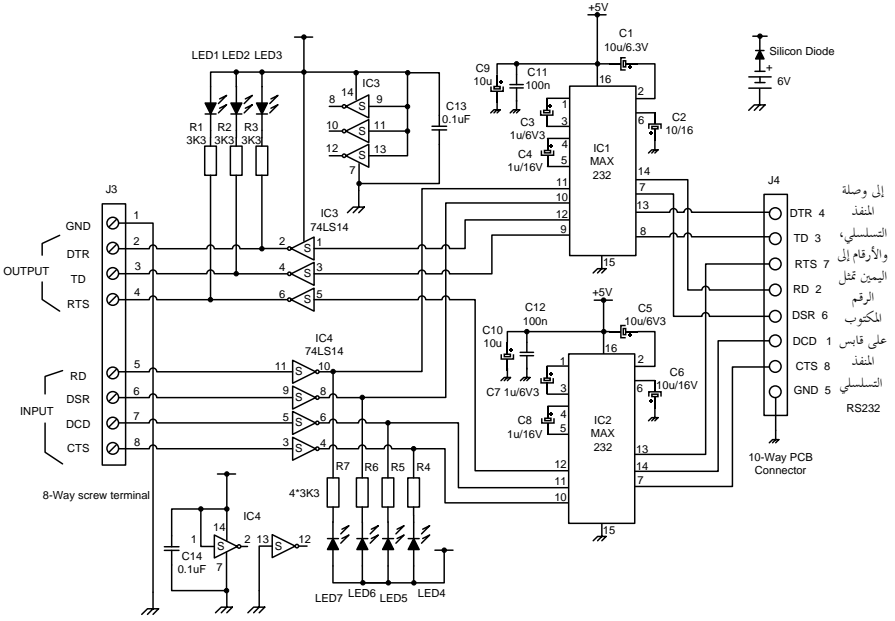 +5V
C1
10u/6.3V
Silicon Diode
+
6V
LED1 LED2 LED3
IC3
14
8
9
10
11
12
13
7
C13
0.1uF
R1
3K3
R2
3K3
R3
3K3
C9
10u
C11
100n
16
1
2
3
C3
1u/6V3
4
5
C4
1u/16V
6
C2
10/16
IC1
MAX
232
11
10
12
9
14
7
13
8
15
J3
GND
DTR
TD
RTS
OUTPUT
1
2
3
4
IC3
74LS14
2
S
1
4
S
3
6
S
5
J4
DTR 4
TD 3
RTS 7
RD 2
DSR 6
DCD 1
CTS 8
GND 5
RS232
10-Way PCB
Connector
إلى وصلة
المنفذ
التسلسلي،
والأرقام إلى
اليمين تمثل
الرقم
المكتوب
على قابس
المنفذ
التسلسلي
+5V
C5
10u/6V3
C10
10u
C12
100n
16
1
2
3
C7 1u/6V3
4
5
C8
1u/16V
6
C6
10u/16V
IC2
MAX
232
12
11
10
13
14
7
15
INPUT
RD
DSR
DCD
CTS
5
6
7
8
8-Way screw terminal
IC4
74LS14
11
S
10
9
S
8
5
S
6
3
S
4
R7
R6
R5
R4
4*3K3
LED7
LED6
LED5
LED4
IC4
14
1
S
2
7
C14
0.1uF
13
S
12